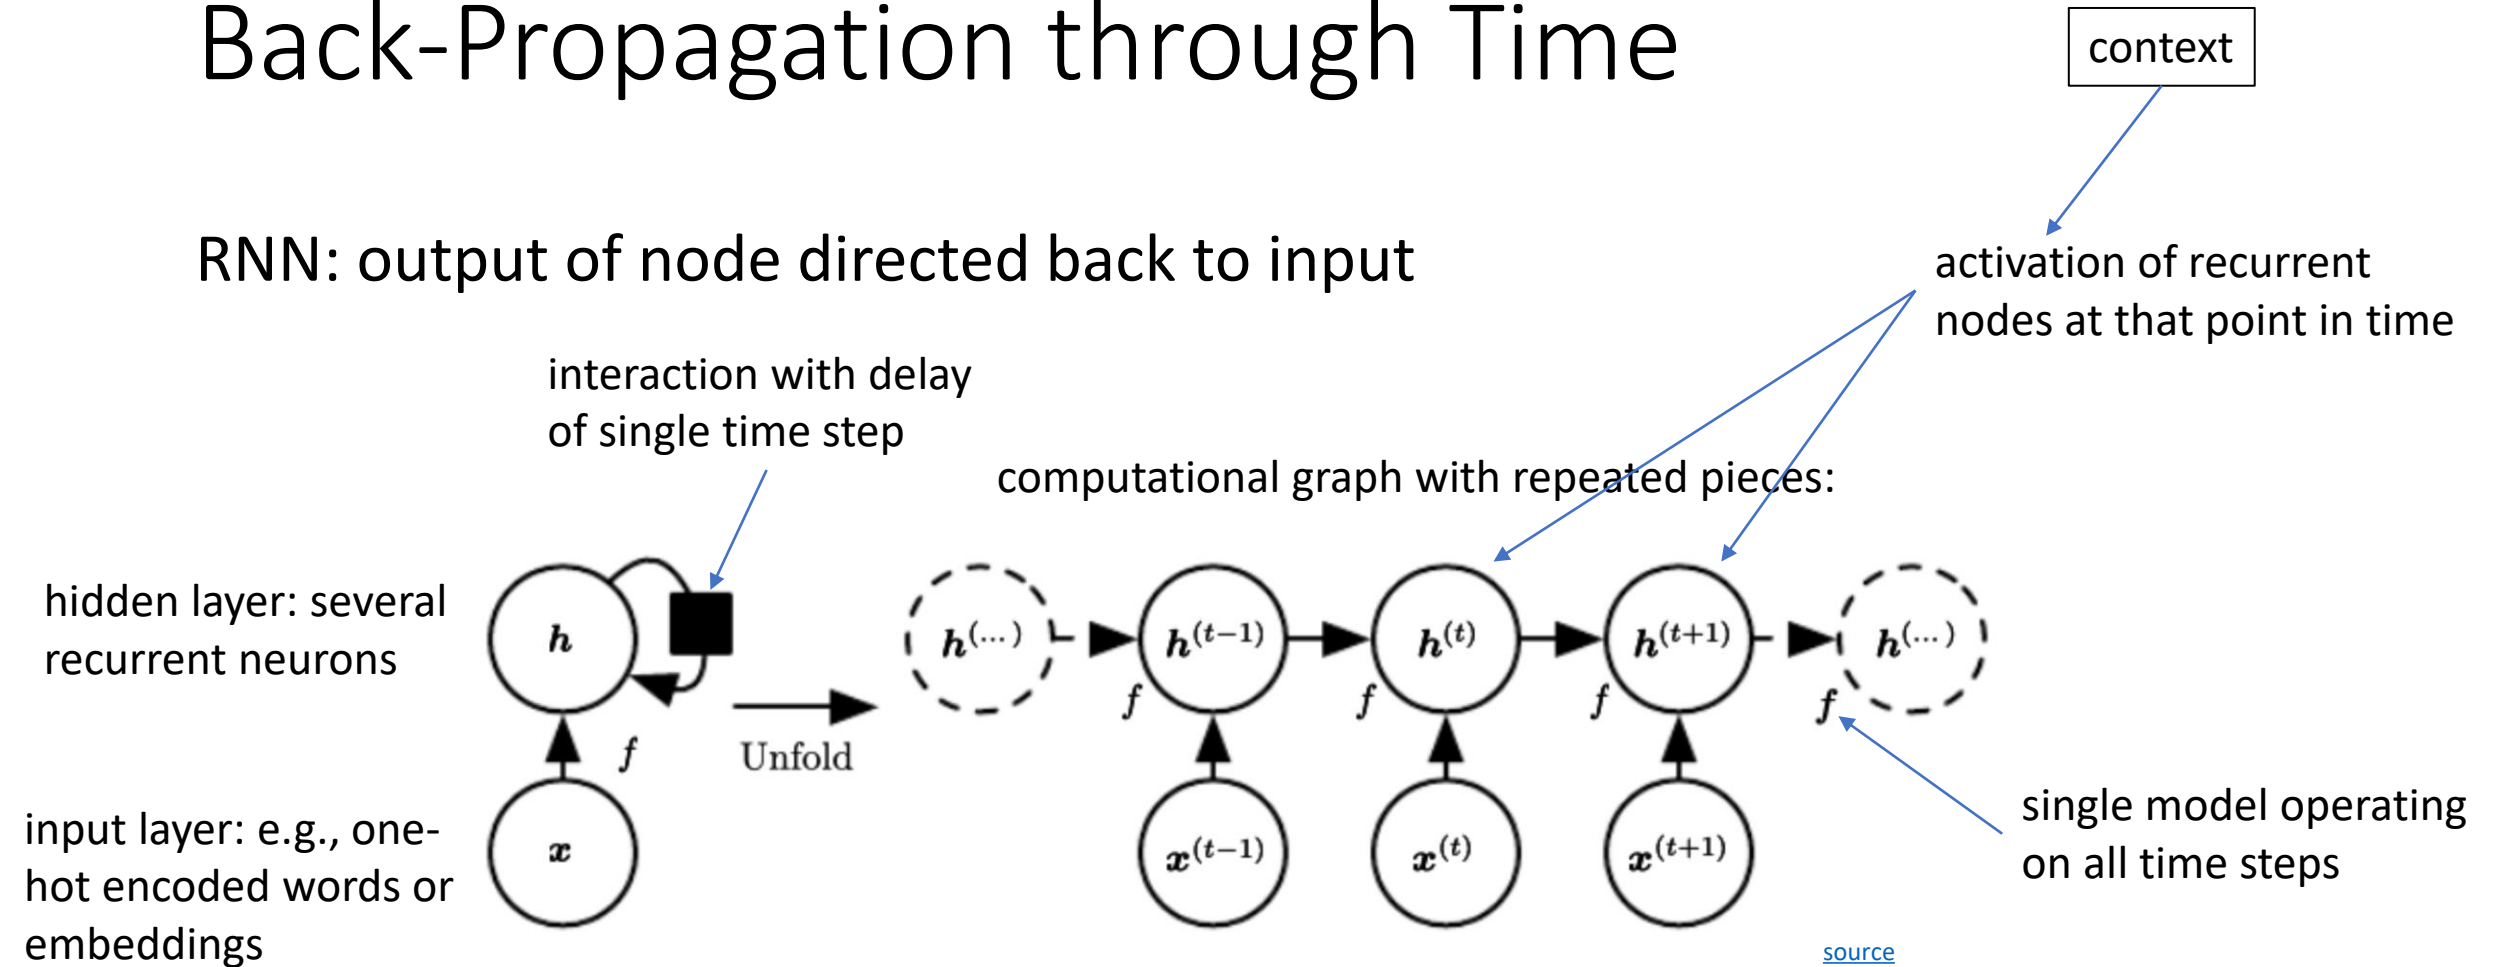 Back-Propagation through Time
context
RNN: output of node directed back to input
activation of recurrent
nodes at that point in time
interaction with delay
of single time step
computational graph with repeated pieces:
hidden layer: several
recurrent neurons
h
h^(...)
h^(t−1)
h^(t)
h^(t+1)
h^(...)
f
f
f
f
f
Unfold
input layer: e.g., one-
hot encoded words or
embeddings
x
x^(t−1)
x^(t)
x^(t+1)
single model operating
on all time steps
source